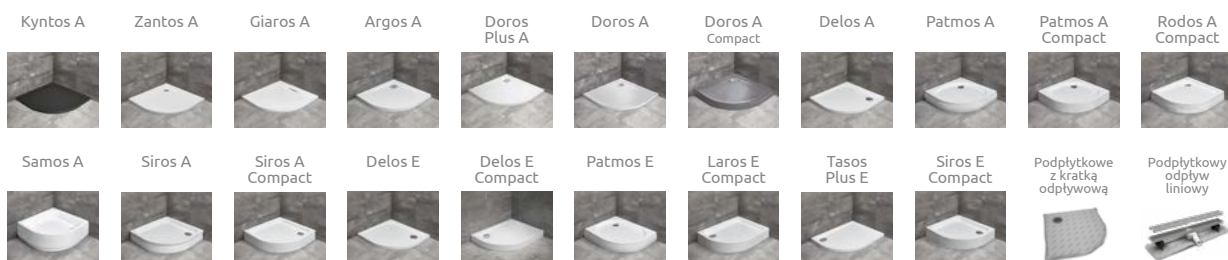 Kyntos A
Zantos A
Giaros A
Argos A
Doros
Plus A
Doros A
Doros A
Compact
Delos A
Patmos A
Patmos A
Compact
Rodos A
Compact
Samos A
Siros A
Siros A
Compact
Delos E
Delos E
Compact
Patmos E
Laros E
Compact
Tasos
Plus E
Siros E
Compact
Podpłytkowe
z kratką
odpływową
Podpłytkowy
odpływ
liniowy